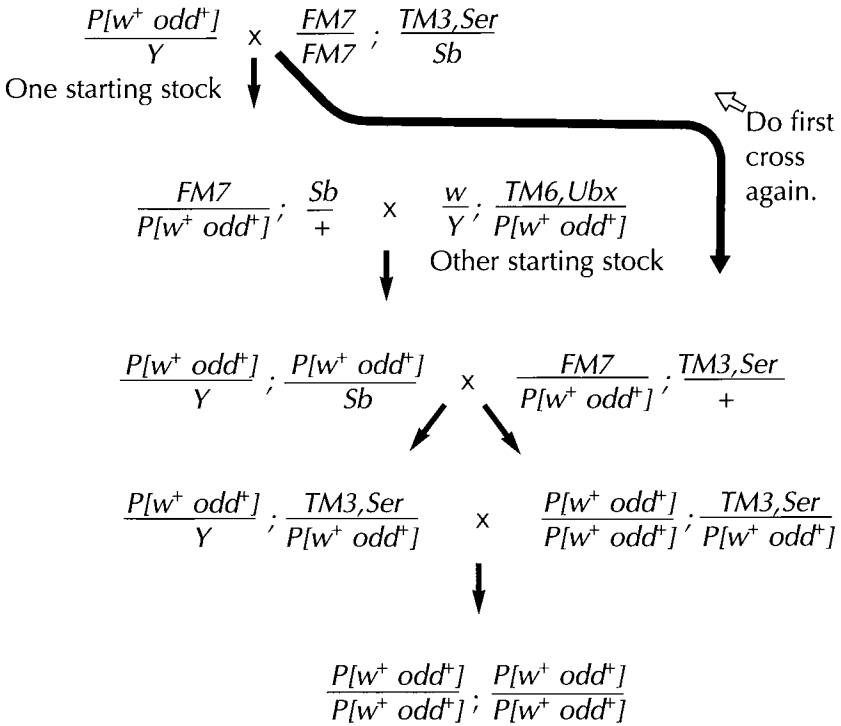 P[w⁺ odd⁺]/Y x FM7/FM7 ; TM3,Ser/Sb
One starting stock
Do first
cross
again.
FM7/P[w⁺ odd⁺] ; Sb/+ x w/Y ; TM6,Ubx/P[w⁺ odd⁺]
Other starting stock
P[w⁺ odd⁺]/Y ; P[w⁺ odd⁺]/Sb x FM7/P[w⁺ odd⁺] ; TM3,Ser/+
P[w⁺ odd⁺]/Y ; TM3,Ser/P[w⁺ odd⁺] x P[w⁺ odd⁺]/P[w⁺ odd⁺] ; TM3,Ser/P[w⁺ odd⁺]
P[w⁺ odd⁺]/P[w⁺ odd⁺] ; P[w⁺ odd⁺]/P[w⁺ odd⁺]